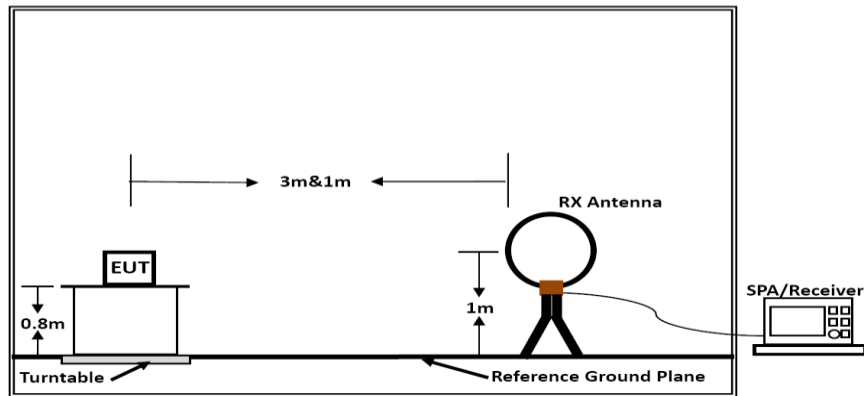 3m&1m
RX Antenna
EUT
SPA/Receiver
0.8m
1m
Turntable
Reference Ground Plane